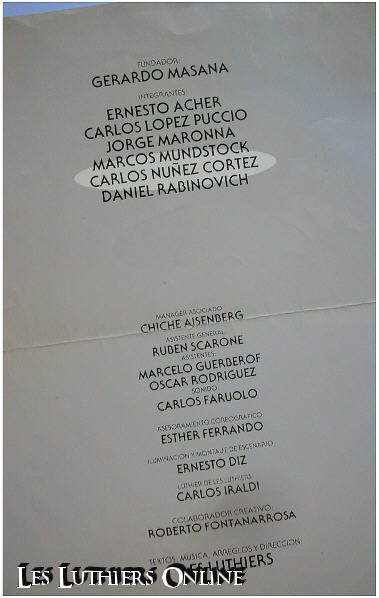 FUNDADOR:
GERARDO MASANA
INTEGRANTES:
ERNESTO ACHER
CARLOS LOPEZ PUCCIO
JORGE MARONNA
MARCOS MUNDSTOCK
CARLOS NUÑEZ CORTEZ
DANIEL RABINOVICH
MANAGER ASOCIADO
CHICHE AISENBERG
ASISTENTE GENERAL:
RUBEN SCARONE
ASISTENTES:
MARCELO GUERBEROF
OSCAR RODRIGUEZ
SONIDO:
CARLOS FARUOLO
ASESORAMIENTO COREOGRAFICO
ESTHER FERRANDO
ILUMINACION Y MONTAJE DE ESCENARIO:
ERNESTO DIZ
LUTHIER DE LES LUTHIERS:
CARLOS IRALDI
COLABORADOR CREATIVO:
ROBERTO FONTANARROSA
TEXTOS, MUSICA, ARREGLOS Y DIRECCION:
LES LUTHIERS
LES LUTHIERS ONLINE